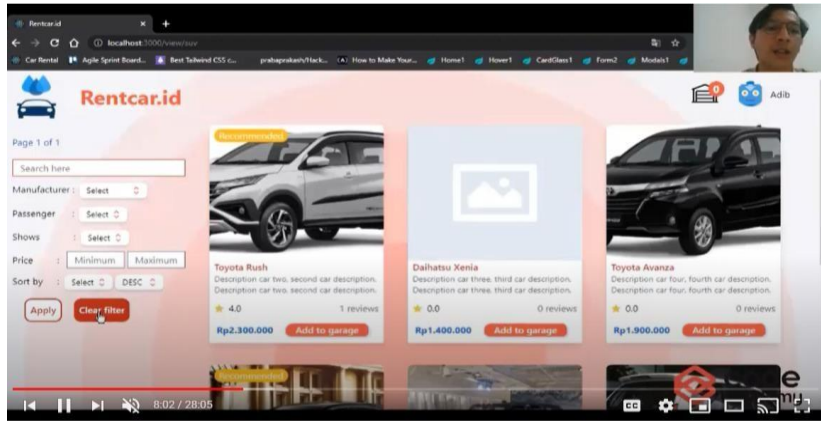 Rentcar.id
localhost:3000/view/suv
Car Rental Agile Sprint Board... Best Tailwind CSS c... prabaprakash/Hack... How to Make Your... Home1 Hover1 CardGlass1 Form2 Modals1
Rentcar.id
0
Adib
Page 1 of 1
Search here
Manufacturer : Select
Passenger : Select
Shows : Select
Price : Minimum Maximum
Sort by : Select DESC
Apply Clear filter
Recommended
Toyota Rush
Description car two. second car description.
Description car two. second car description.
4.0 1 reviews
Rp2.300.000 Add to garage
Daihatsu Xenia
Description car three. third car description.
Description car three. third car description.
0.0 0 reviews
Rp1.400.000 Add to garage
Toyota Avanza
Description car four, fourth car description.
Description car four, fourth car description.
0.0 0 reviews
Rp1.900.000 Add to garage
Recommended
8:02 / 28:05
CC